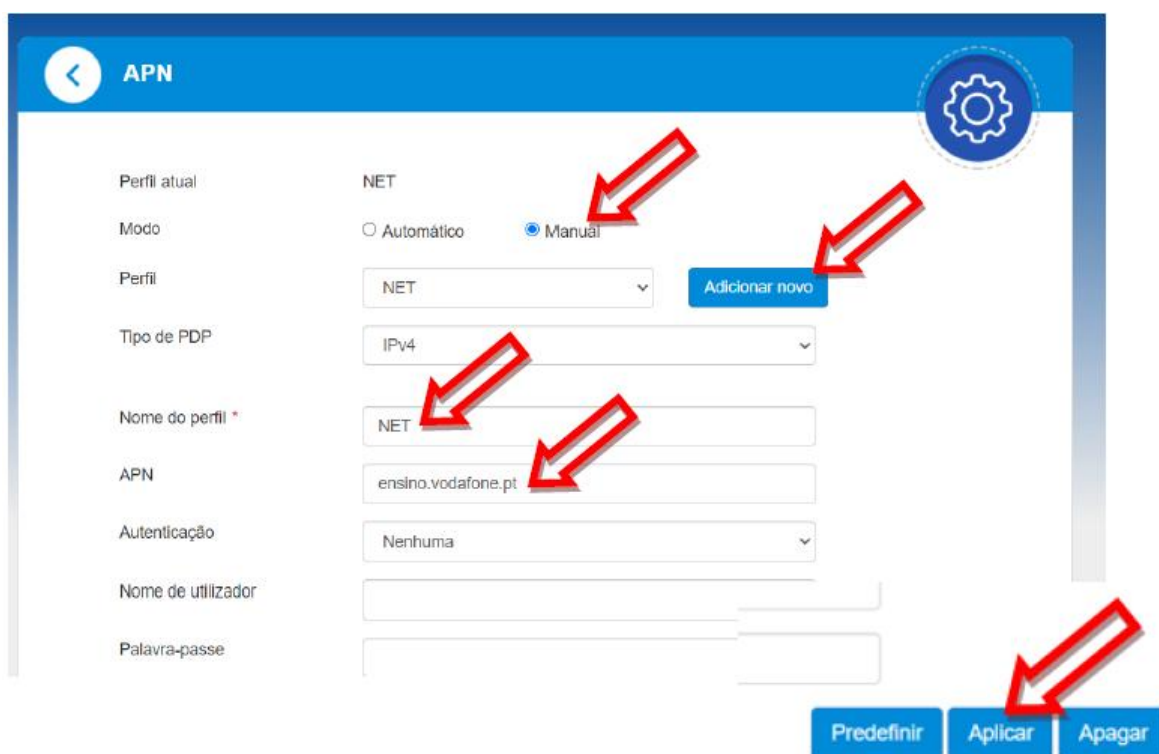 APN
Perfil atual NET
Modo Automático Manual
Perfil NET Adicionar novo
Tipo de PDP IPv4
Nome do perfil * NET
APN ensino.vodafone.pt
Autenticação Nenhuma
Nome de utilizador
Palavra-passe
Predefinir Aplicar Apagar